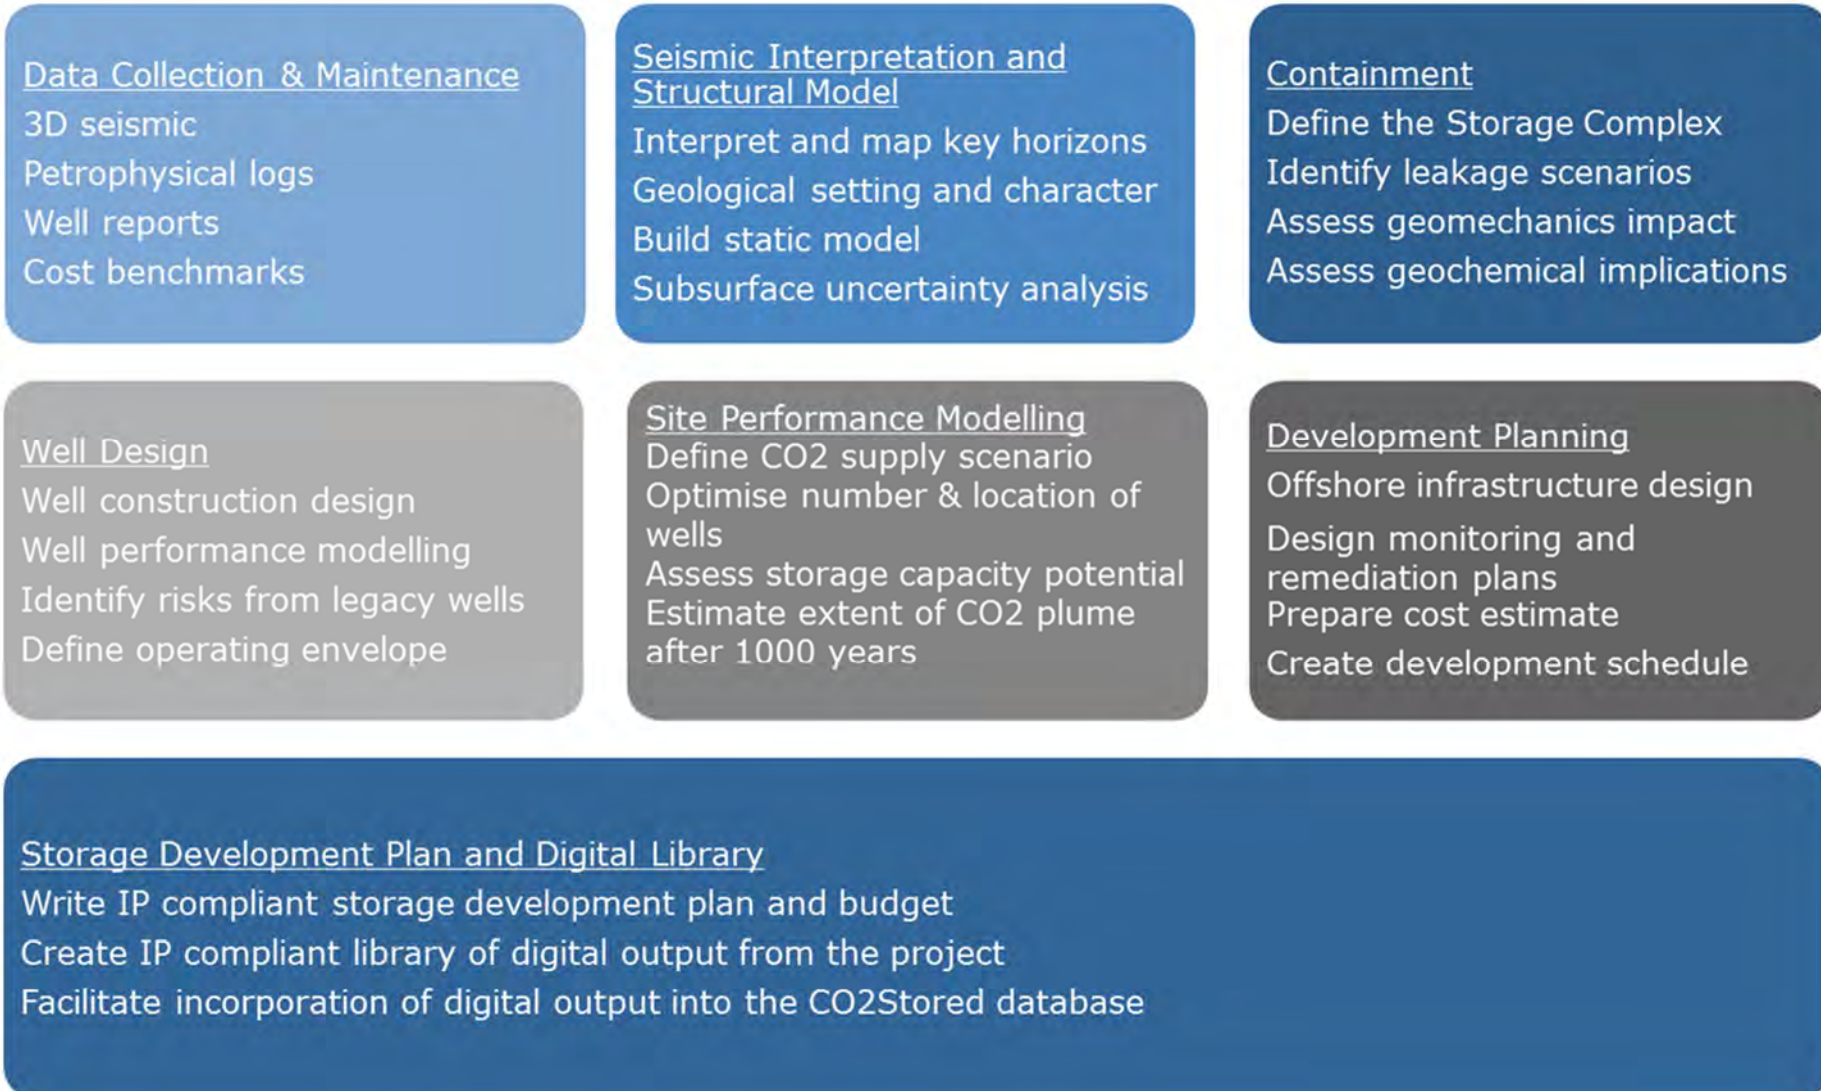 Data Collection & Maintenance
3D seismic
Petrophysical logs
Well reports
Cost benchmarks
Seismic Interpretation and
Structural Model
Interpret and map key horizons
Geological setting and character
Build static model
Subsurface uncertainty analysis
Containment
Define the Storage Complex
Identify leakage scenarios
Assess geomechanics impact
Assess geochemical implications
Well Design
Well construction design
Well performance modelling
Identify risks from legacy wells
Define operating envelope
Site Performance Modelling
Define CO2 supply scenario
Optimise number & location of
wells
Assess storage capacity potential
Estimate extent of CO2 plume
after 1000 years
Development Planning
Offshore infrastructure design
Design monitoring and
remediation plans
Prepare cost estimate
Create development schedule
Storage Development Plan and Digital Library
Write IP compliant storage development plan and budget
Create IP compliant library of digital output from the project
Facilitate incorporation of digital output into the CO2Stored database